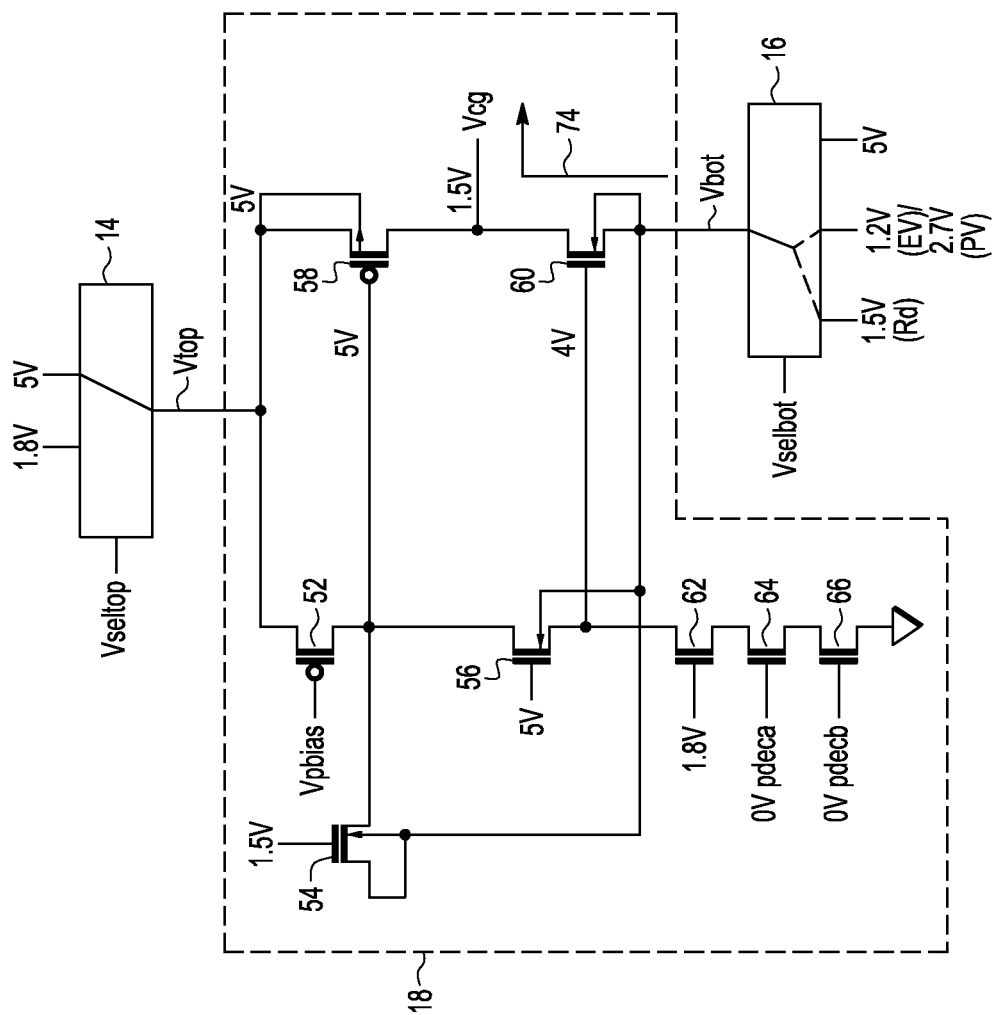 1.8V
5V
14
Vseltop
Vtop
5V
1.5V
54
Vpbias
52
58
5V
1.5V
Vcg
56
5V
60
4V
74
1.8V
62
0V pdeca
64
0V pdecb
66
Vbot
16
Vselbot
1.5V
(Rd)
1.2V
(EV)/
2.7V
(PV)
5V
18